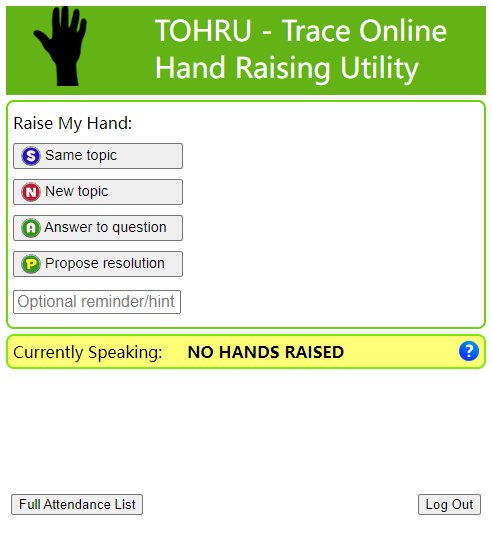 TOHRU - Trace Online
Hand Raising Utility
Raise My Hand:
S Same topic
N New topic
A Answer to question
P Propose resolution
Optional reminder/hint
Currently Speaking: NO HANDS RAISED ?
Full Attendance List Log Out